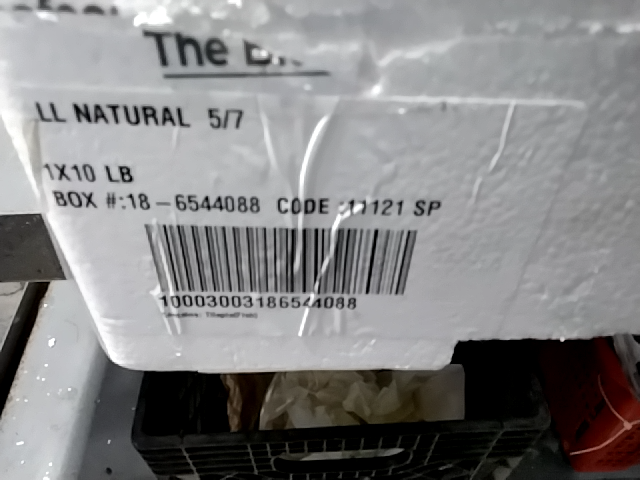 The
LL NATURAL 5/7
1X10 LB
BOX #:18-6544088 CODE :11121 SP
10003003186544088